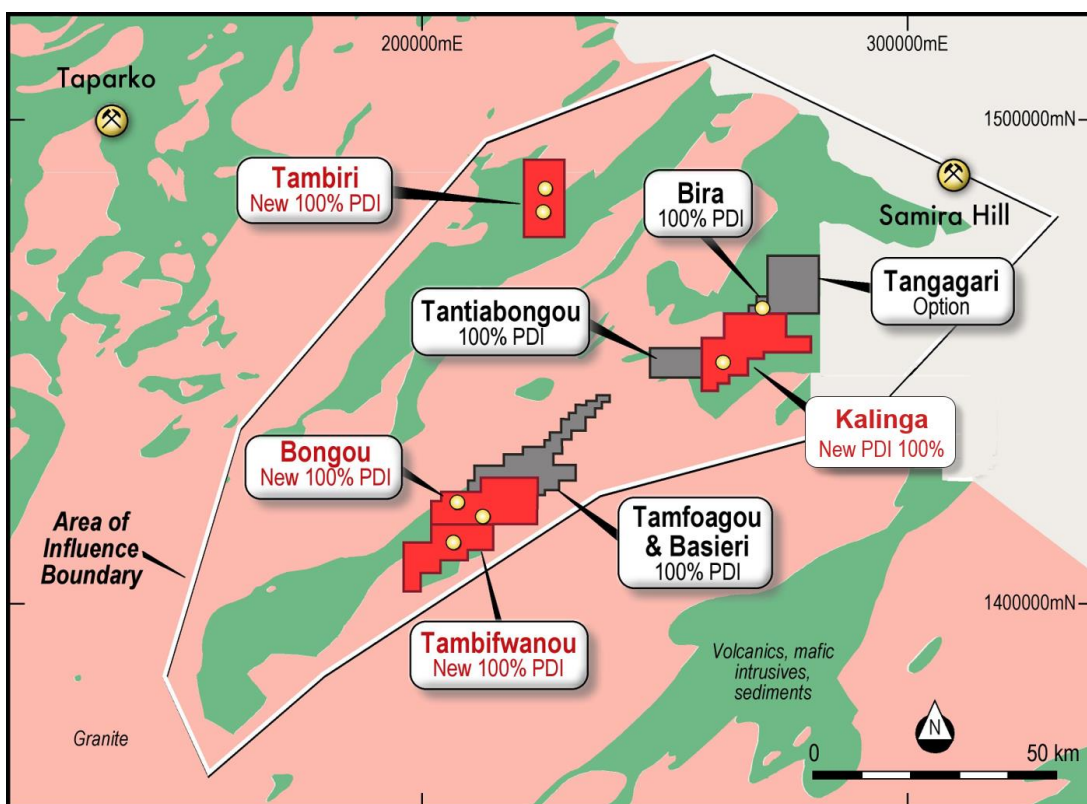 200000mE
300000mE
Taparko
1500000mN
Tambiri
New 100% PDI
Bira
100% PDI
Samira Hill
Tangagari
Option
Tantiabongou
100% PDI
Kalinga
New PDI 100%
Bongou
New 100% PDI
Area of
Influence
Boundary
Tamfoagou
& Basieri
100% PDI
1400000mN
Tambifwanou
New 100% PDI
Volcanics, mafic
intrusives,
sediments
Granite
N
0
50 km